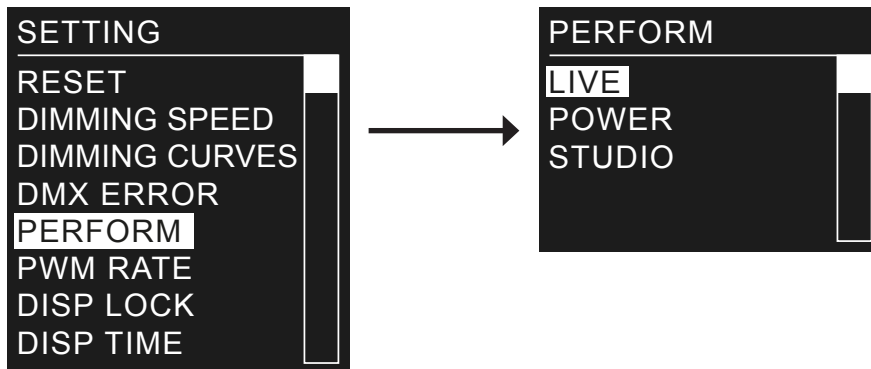 SETTING
RESET
DIMMING SPEED
DIMMING CURVES
DMX ERROR
PERFORM
PWM RATE
DISP LOCK
DISP TIME
PERFORM
LIVE
POWER
STUDIO